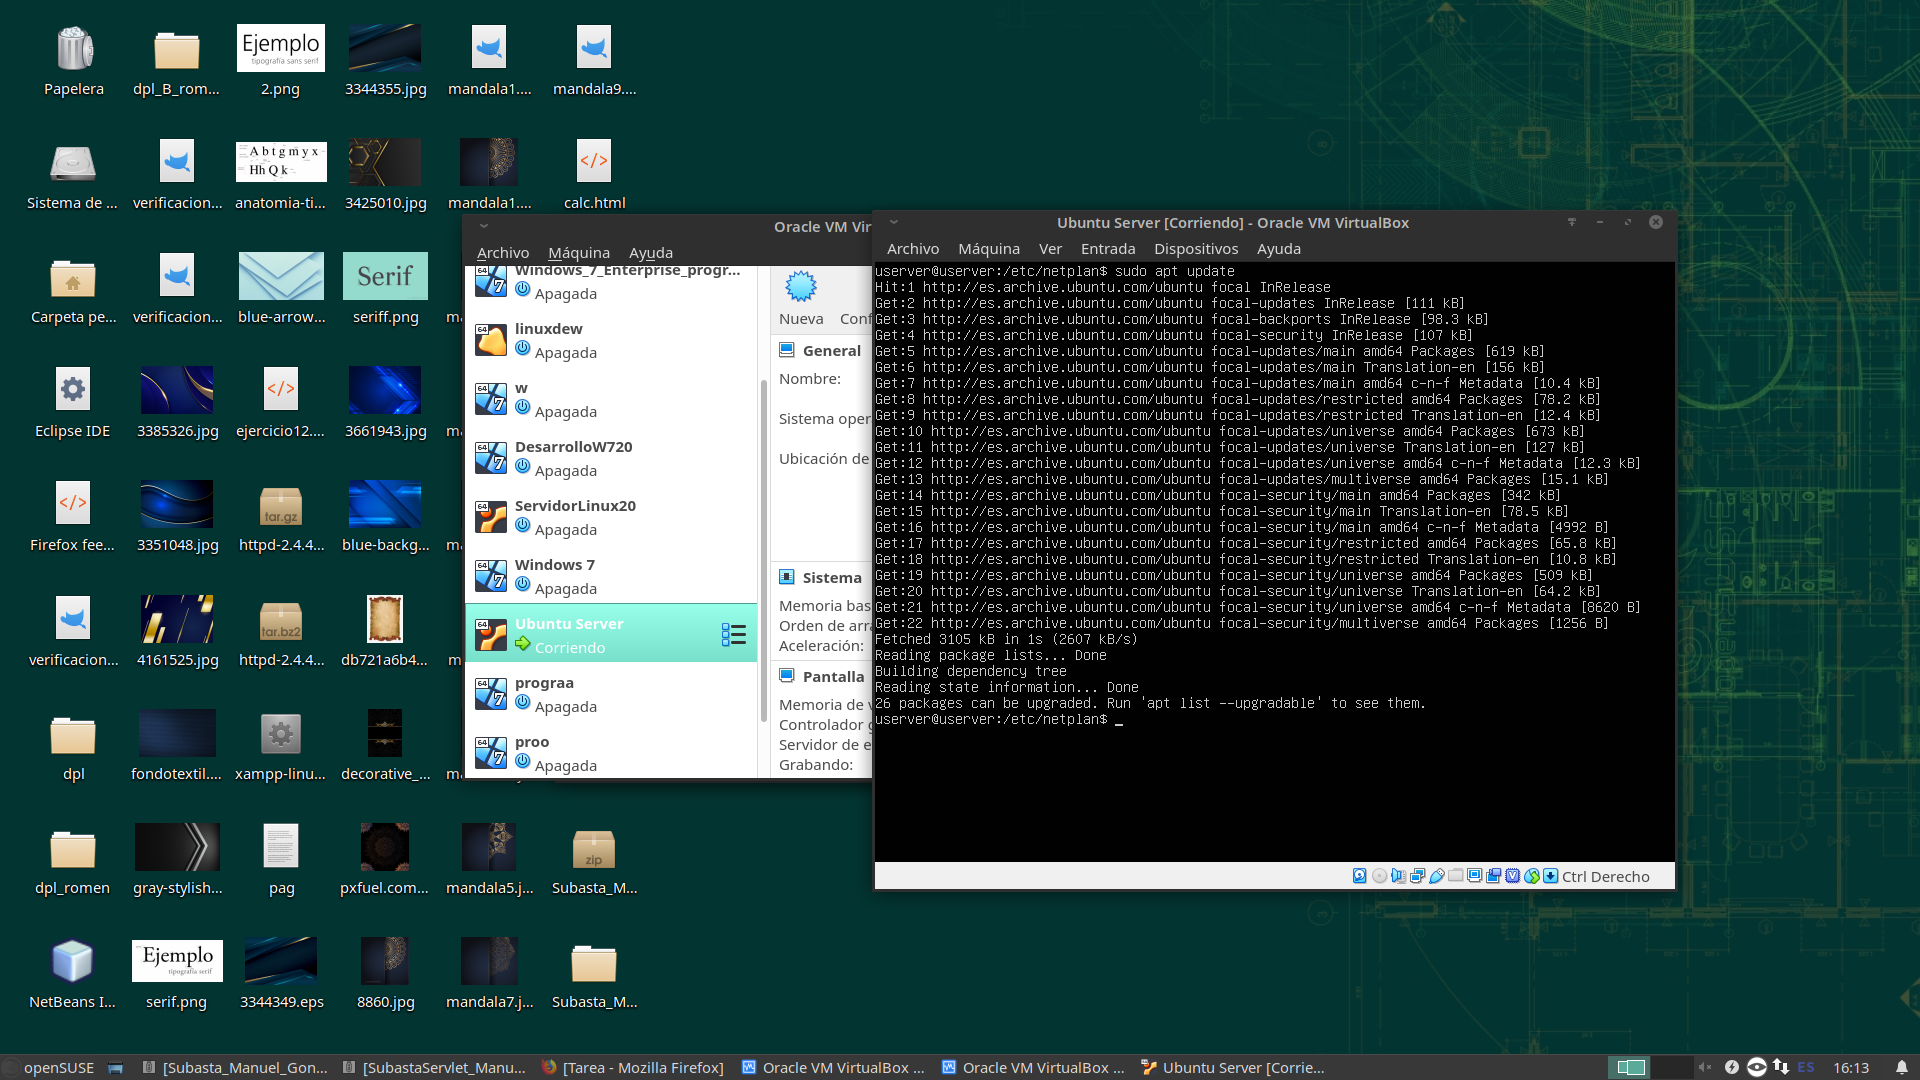 Papelera
dpl_B_rom...
Ejemplo
tipografía sans serif
2.png
3344355.jpg
mandala1....
mandala9....
Sistema de ...
verificacion...
A b t g m y x
Hh Q k
anatomia-ti...
3425010.jpg
mandala1....
calc.html
Carpeta pe...
verificacion...
blue-arrow...
Serif
seriff.png
Eclipse IDE
3385326.jpg
ejercicio12....
3661943.jpg
Firefox fee...
3351048.jpg
tar.gz
httpd-2.4.4...
blue-backg...
verificacion...
4161525.jpg
tar.bz2
httpd-2.4.4...
db721a6b4...
dpl
fondotextil....
xampp-linu...
decorative_...
dpl_romen
gray-stylish...
pag
pxfuel.com...
mandala5.j...
zip
Subasta_M...
NetBeans I...
Ejemplo
tipografía serif
serif.png
3344349.eps
8860.jpg
mandala7.j...
Subasta_M...
Oracle VM Vir
Archivo Máquina Ayuda
Windows_7_Enterprise_progr...
Apagada
linuxdew
Apagada
w
Apagada
DesarrolloW720
Apagada
ServidorLinux20
Apagada
Windows 7
Apagada
Ubuntu Server
Corriendo
prograa
Apagada
proo
Apagada
Nueva Conf
General
Nombre:
Sistema oper
Ubicación de
Sistema
Memoria bas
Orden de arra
Aceleración:
Pantalla
Memoria de v
Controlador g
Servidor de e
Grabando:
Ubuntu Server [Corriendo] - Oracle VM VirtualBox
Archivo Máquina Ver Entrada Dispositivos Ayuda
userver@userver:/etc/netplan$ sudo apt update
Hit:1 http://es.archive.ubuntu.com/ubuntu focal InRelease
Get:2 http://es.archive.ubuntu.com/ubuntu focal-updates InRelease [111 kB]
Get:3 http://es.archive.ubuntu.com/ubuntu focal-backports InRelease [98.3 kB]
Get:4 http://es.archive.ubuntu.com/ubuntu focal-security InRelease [107 kB]
Get:5 http://es.archive.ubuntu.com/ubuntu focal-updates/main amd64 Packages [619 kB]
Get:6 http://es.archive.ubuntu.com/ubuntu focal-updates/main Translation-en [156 kB]
Get:7 http://es.archive.ubuntu.com/ubuntu focal-updates/main amd64 c-n-f Metadata [10.4 kB]
Get:8 http://es.archive.ubuntu.com/ubuntu focal-updates/restricted amd64 Packages [78.2 kB]
Get:9 http://es.archive.ubuntu.com/ubuntu focal-updates/restricted Translation-en [12.4 kB]
Get:10 http://es.archive.ubuntu.com/ubuntu focal-updates/universe amd64 Packages [673 kB]
Get:11 http://es.archive.ubuntu.com/ubuntu focal-updates/universe Translation-en [127 kB]
Get:12 http://es.archive.ubuntu.com/ubuntu focal-updates/universe amd64 c-n-f Metadata [12.3 kB]
Get:13 http://es.archive.ubuntu.com/ubuntu focal-updates/multiverse amd64 Packages [15.1 kB]
Get:14 http://es.archive.ubuntu.com/ubuntu focal-security/main amd64 Packages [342 kB]
Get:15 http://es.archive.ubuntu.com/ubuntu focal-security/main Translation-en [78.5 kB]
Get:16 http://es.archive.ubuntu.com/ubuntu focal-security/main amd64 c-n-f Metadata [4992 B]
Get:17 http://es.archive.ubuntu.com/ubuntu focal-security/restricted amd64 Packages [65.8 kB]
Get:18 http://es.archive.ubuntu.com/ubuntu focal-security/restricted Translation-en [10.8 kB]
Get:19 http://es.archive.ubuntu.com/ubuntu focal-security/universe amd64 Packages [509 kB]
Get:20 http://es.archive.ubuntu.com/ubuntu focal-security/universe Translation-en [64.2 kB]
Get:21 http://es.archive.ubuntu.com/ubuntu focal-security/universe amd64 c-n-f Metadata [8620 B]
Get:22 http://es.archive.ubuntu.com/ubuntu focal-security/multiverse amd64 Packages [1256 B]
Fetched 3105 kB in 1s (2607 kB/s)
Reading package lists... Done
Building dependency tree
Reading state information... Done
26 packages can be upgraded. Run 'apt list --upgradable' to see them.
userver@userver:/etc/netplan$ _
Ctrl Derecho
openSUSE
[Subasta_Manuel_Gon...
[SubastaServlet_Manu...
[Tarea - Mozilla Firefox]
Oracle VM VirtualBox ...
Oracle VM VirtualBox ...
Ubuntu Server [Corrie...
ES
16:13